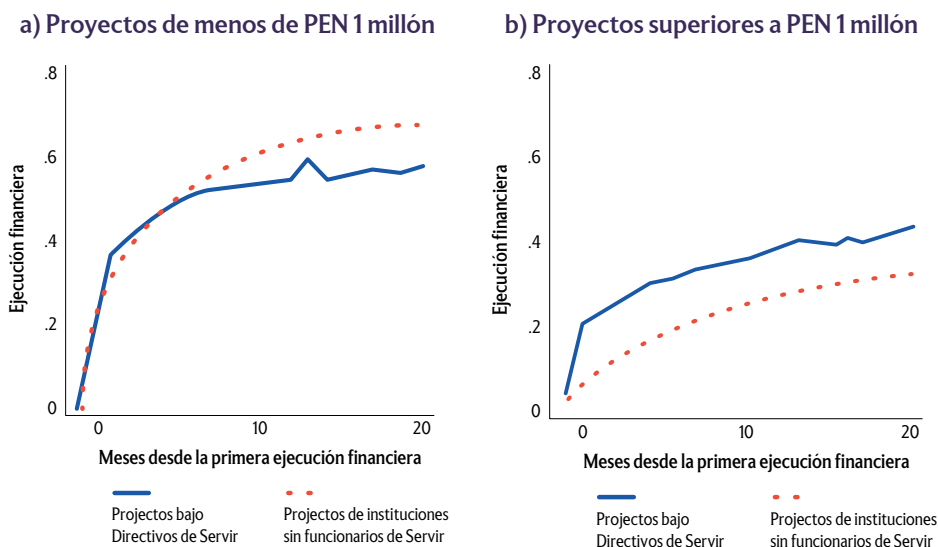 a) Proyectos de menos de PEN 1 millón
.8
.6
.4
.2
0
Ejecución financiera
0 10 20
Meses desde la primera ejecución financiera
Projectos bajo
Directivos de Servir
Projectos de instituciones
sin funcionarios de Servir
b) Proyectos superiores a PEN 1 millón
.8
.6
.4
.2
0
Ejecución financiera
0 10 20
Meses desde la primera ejecución financiera
Projectos bajo
Directivos de Servir
Projectos de instituciones
sin funcionarios de Servir